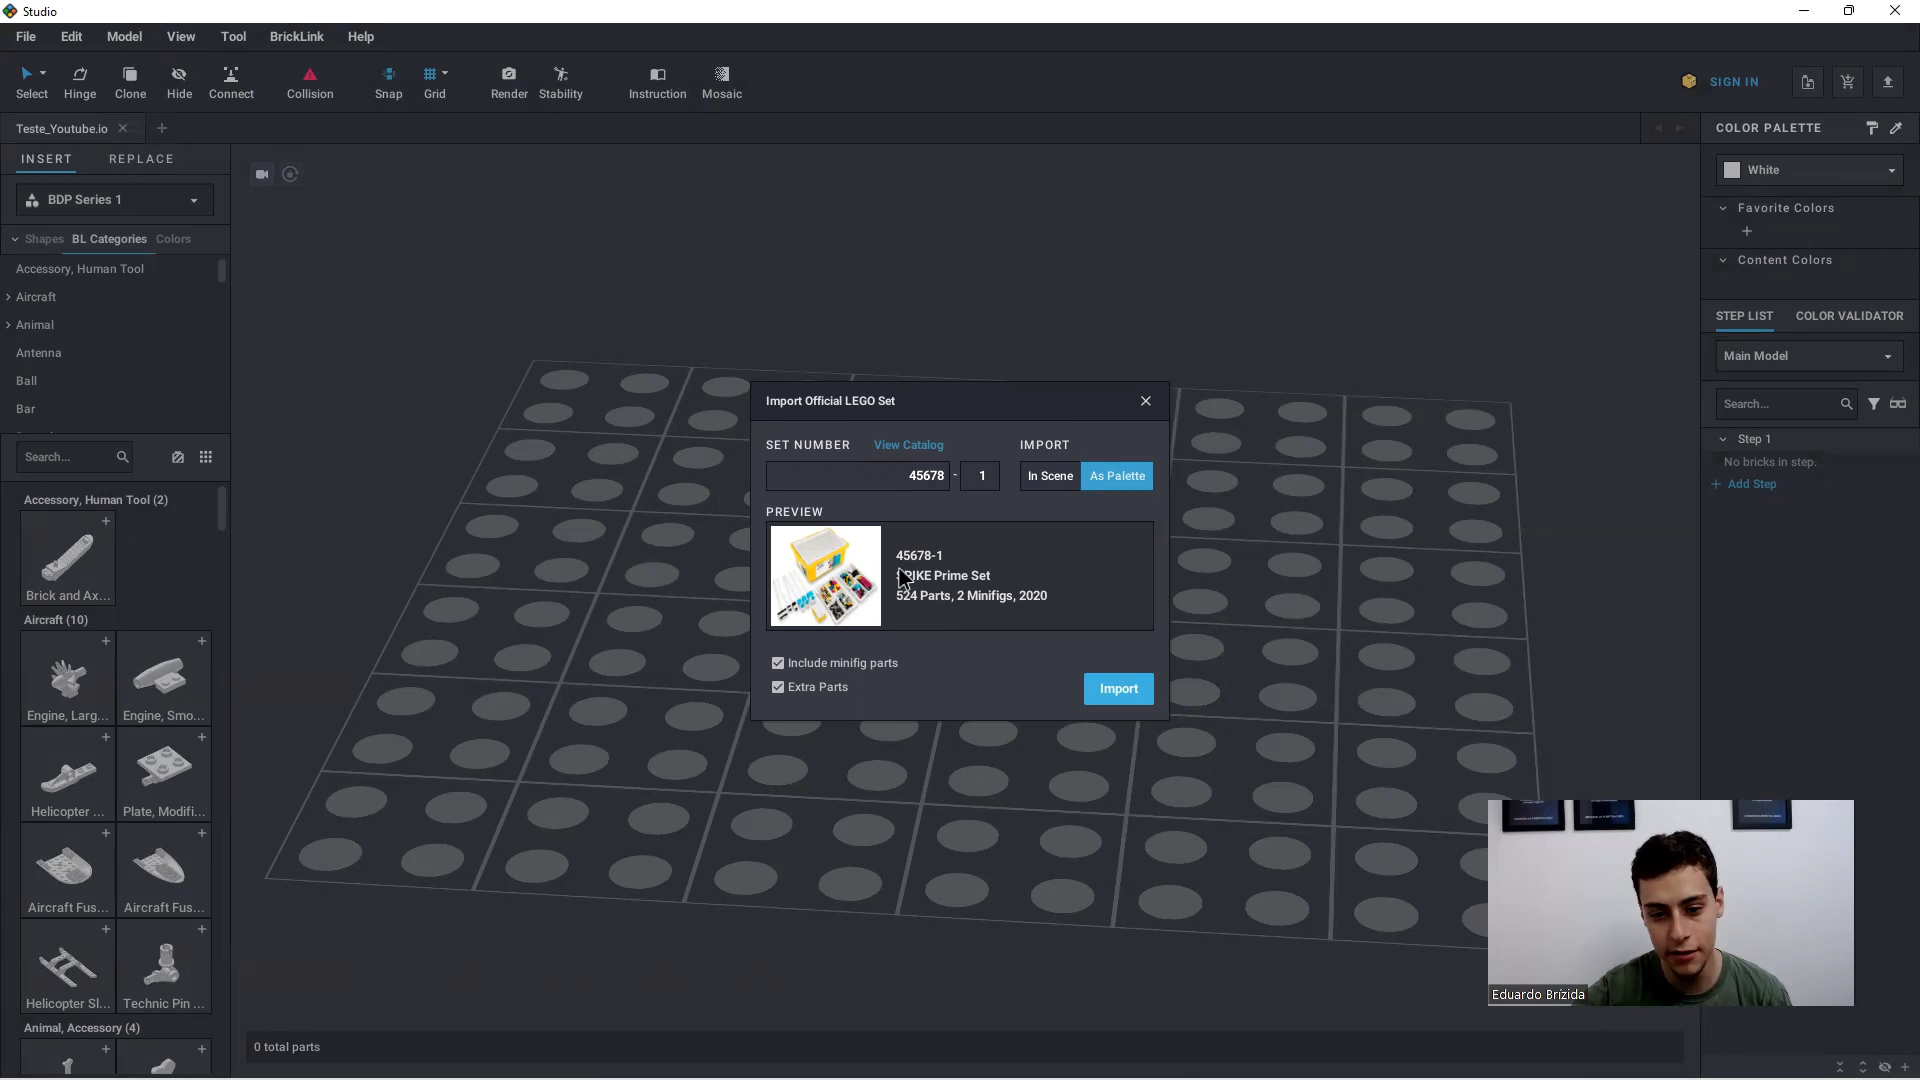 Studio
File Edit Model View Tool BrickLink Help
Select Hinge Clone Hide Connect Collision Snap Grid Render Stability Instruction Mosaic
SIGN IN
Teste_Youtube.io
INSERT REPLACE
BDP Series 1
Shapes BL Categories Colors
Accessory, Human Tool
Aircraft
Animal
Antenna
Ball
Bar
Search...
Accessory, Human Tool (2)
Brick and Ax...
Aircraft (10)
Engine, Larg... Engine, Smo...
Helicopter ... Plate, Modifi...
Aircraft Fus... Aircraft Fus...
Helicopter Sl... Technic Pin ...
Animal, Accessory (4)
Import Official LEGO Set
SET NUMBER View Catalog IMPORT
45678 - 1 In Scene As Palette
PREVIEW
45678-1
SPIKE Prime Set
524 Parts, 2 Minifigs, 2020
Include minifig parts
Extra Parts
Import
0 total parts
COLOR PALETTE
White
Favorite Colors
Content Colors
STEP LIST COLOR VALIDATOR
Main Model
Search...
Step 1
No bricks in step.
+ Add Step
Eduardo Brízida